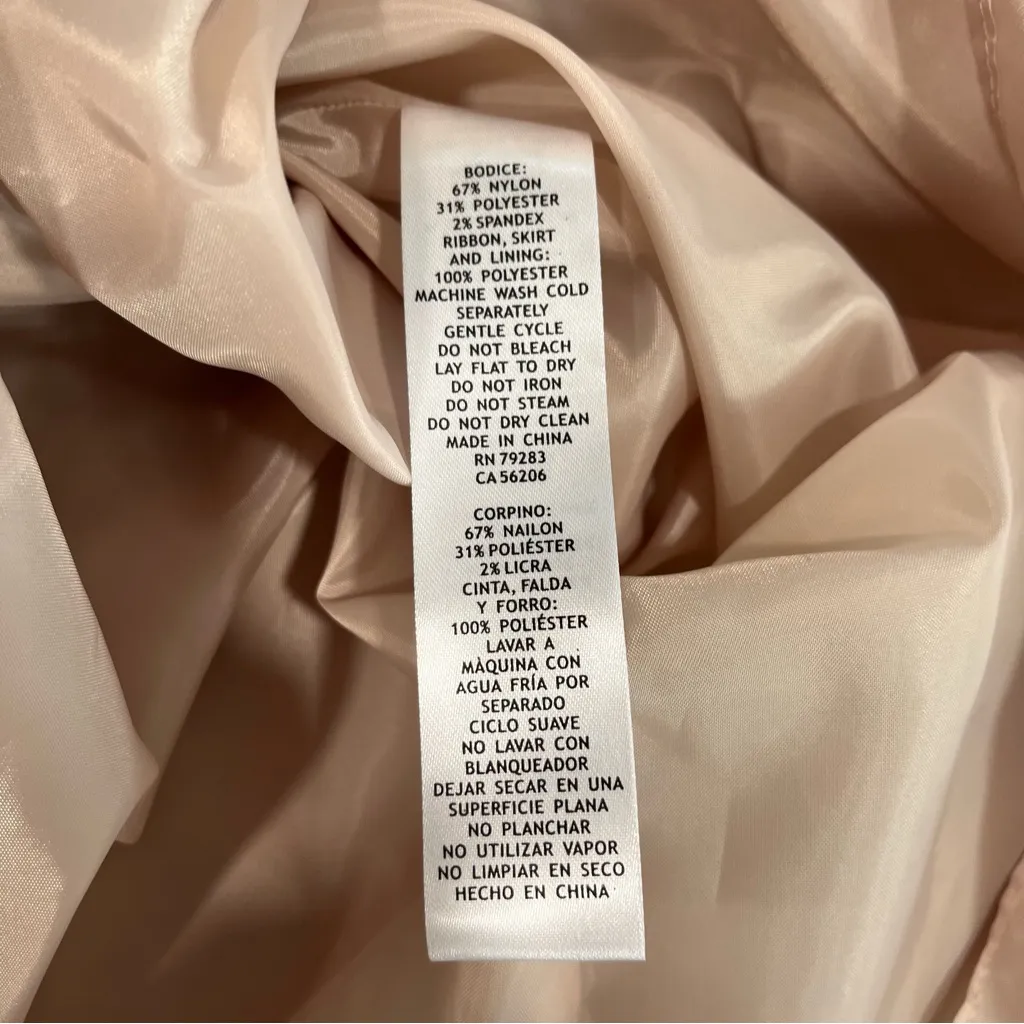 BODICE:
67% NYLON
31% POLYESTER
2% SPANDEX
RIBBON, SKIRT
AND LINING:
100% POLYESTER
MACHINE WASH COLD
SEPARATELY
GENTLE CYCLE
DO NOT BLEACH
LAY FLAT TO DRY
DO NOT IRON
DO NOT STEAM
DO NOT DRY CLEAN
MADE IN CHINA
RN 79283
CA 56206
CORPINO:
67% NAILON
31% POLIÉSTER
2% LICRA
CINTA, FALDA
Y FORRO:
100% POLIÉSTER
LAVAR A
MÀQUINA CON
AGUA FRÍA POR
SEPARADO
CICLO SUAVE
NO LAVAR CON
BLANQUEADOR
DEJAR SECAR EN UNA
SUPERFICIE PLANA
NO PLANCHAR
NO UTILIZAR VAPOR
NO LIMPIAR EN SECO
HECHO EN CHINA